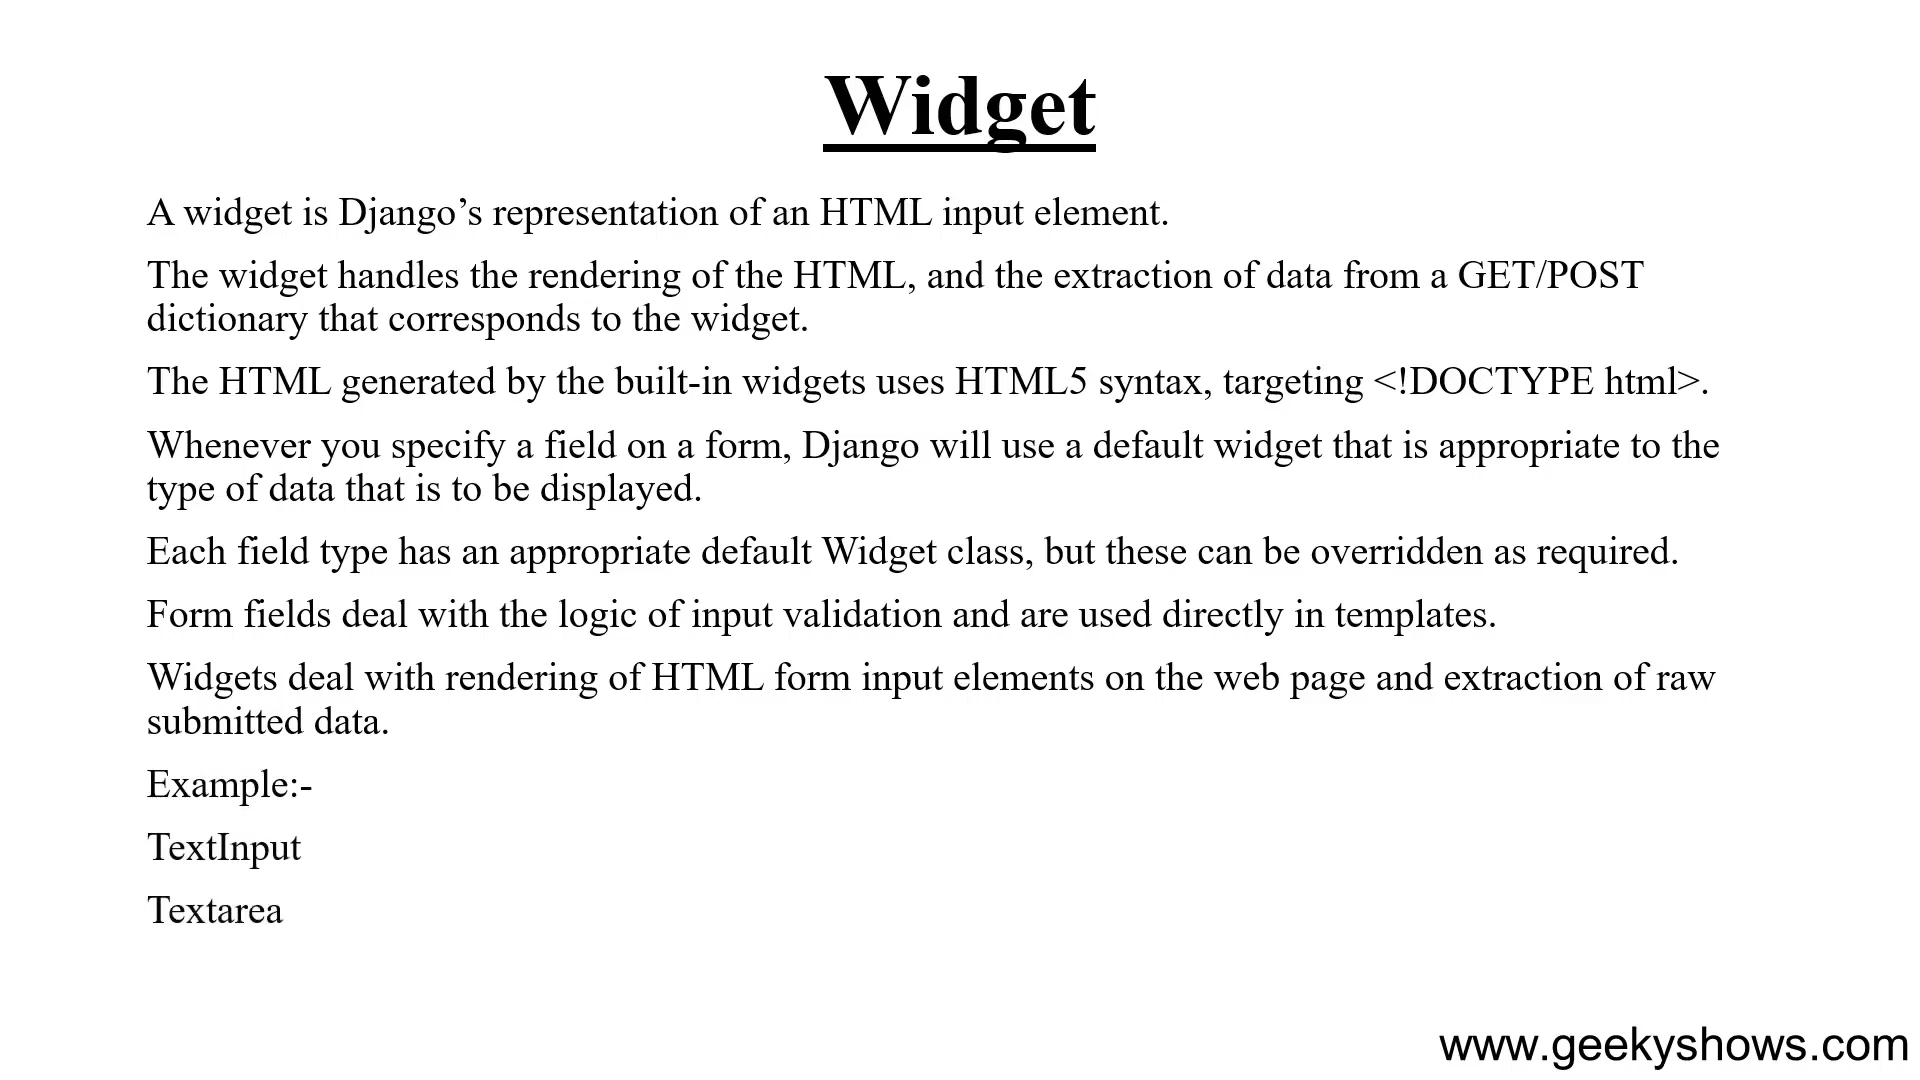 Widget
A widget is Django’s representation of an HTML input element.
The widget handles the rendering of the HTML, and the extraction of data from a GET/POST
dictionary that corresponds to the widget.
The HTML generated by the built-in widgets uses HTML5 syntax, targeting <!DOCTYPE html>.
Whenever you specify a field on a form, Django will use a default widget that is appropriate to the
type of data that is to be displayed.
Each field type has an appropriate default Widget class, but these can be overridden as required.
Form fields deal with the logic of input validation and are used directly in templates.
Widgets deal with rendering of HTML form input elements on the web page and extraction of raw
submitted data.
Example:-
TextInput
Textarea
www.geekyshows.com